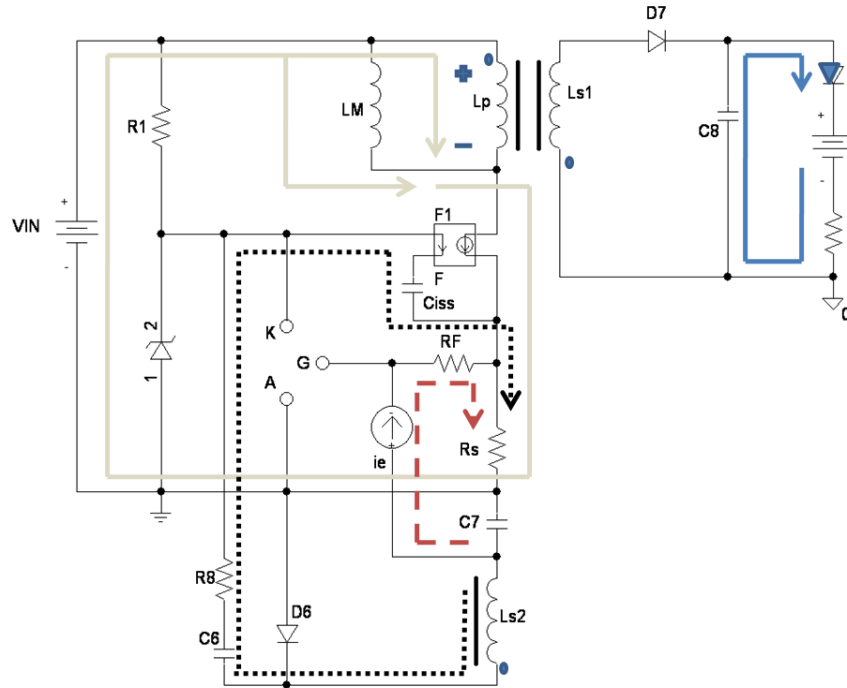 D7
+
Lp
Ls1
LM
R1
C8
+
-
+
VIN
-
F1
F
Ciss
K
2
1
G
RF
A
-
+
ie
Rs
C7
R8
D6
Ls2
C6